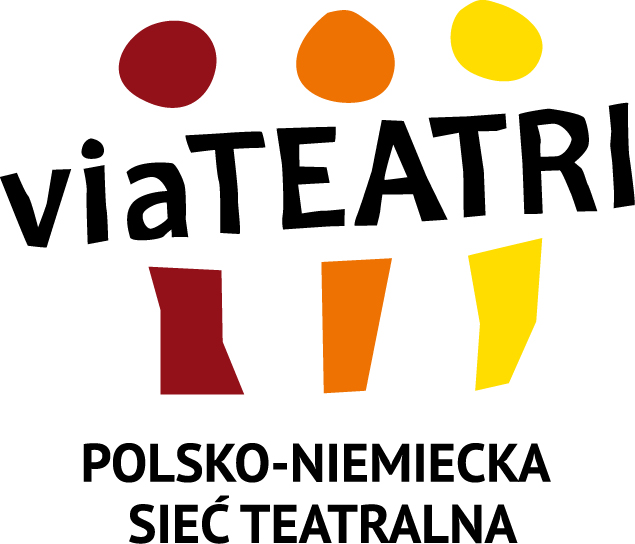 viaTEATRI
POLSKO-NIEMIECKA
SIEĆ TEATRALNA